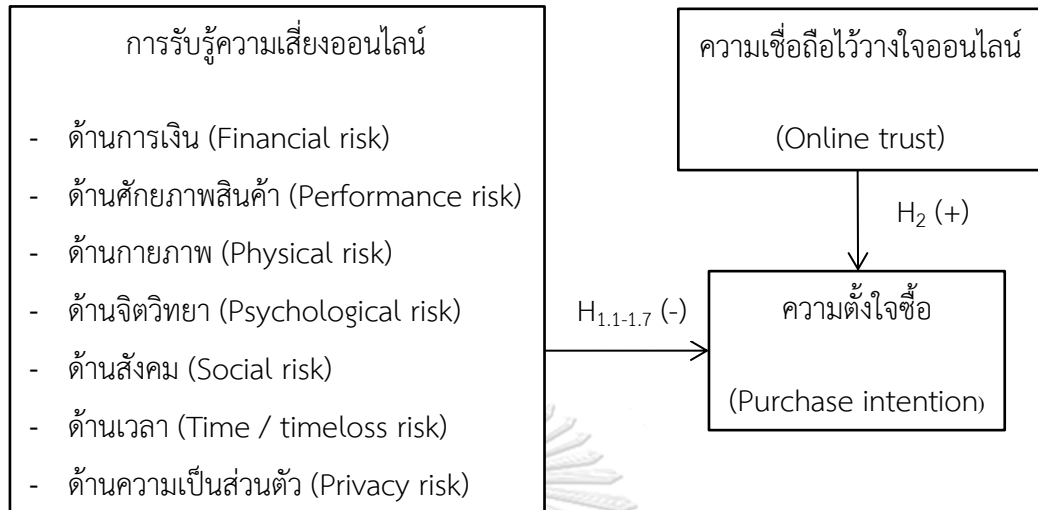 การรับรู้ความเสี่ยงออนไลน์
- ด้านการเงิน (Financial risk)
- ด้านศักยภาพสินค้า (Performance risk)
- ด้านกายภาพ (Physical risk)
- ด้านจิตวิทยา (Psychological risk)
- ด้านสังคม (Social risk)
- ด้านเวลา (Time / timeloss risk)
- ด้านความเป็นส่วนตัว (Privacy risk)
H1.1-1.7 (-)
ความเชื่อถือไว้วางใจออนไลน์
(Online trust)
H2 (+)
ความตั้งใจซื้อ
(Purchase intention)